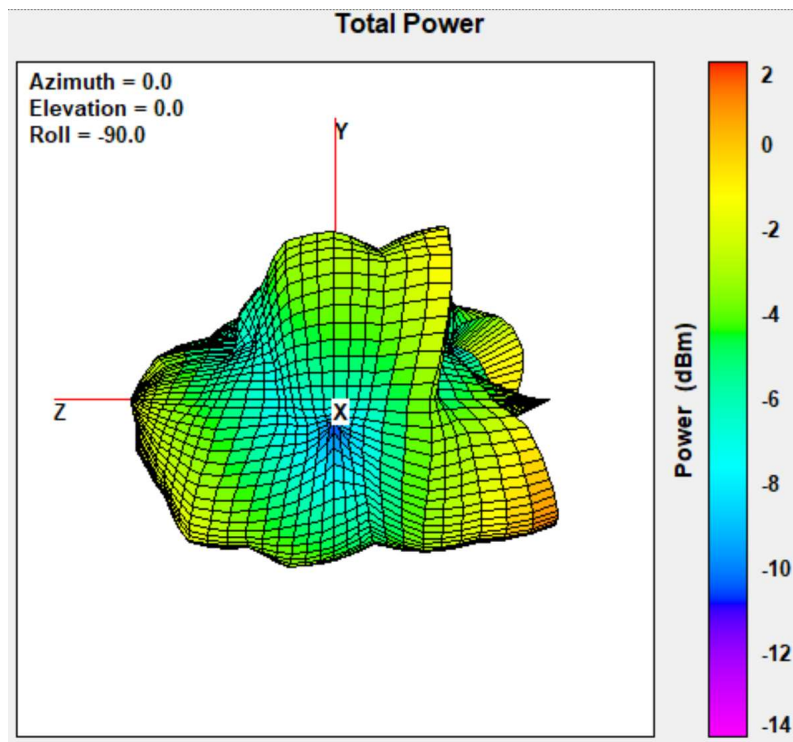 Total Power
Azimuth = 0.0
Elevation = 0.0
Roll = -90.0
Y
Z
X
Power (dBm)
2
0
-2
-4
-6
-8
-10
-12
-14